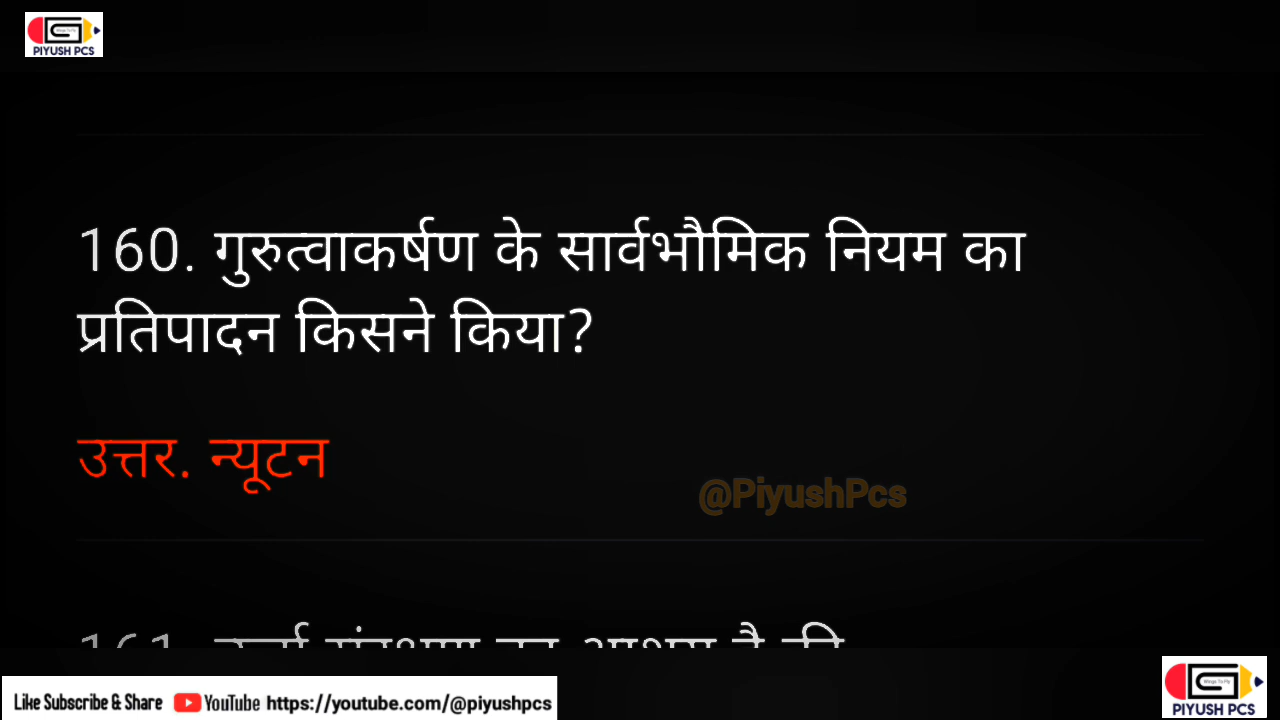 PIYUSH PCS
160. गुरुत्वाकर्षण के सार्वभौमिक नियम का
प्रतिपादन किसने किया?
उत्तर. न्यूटन
@PiyushPcs
161.
Like Subscribe & Share YouTube https://youtube.com/@piyushpcs
PIYUSH PCS